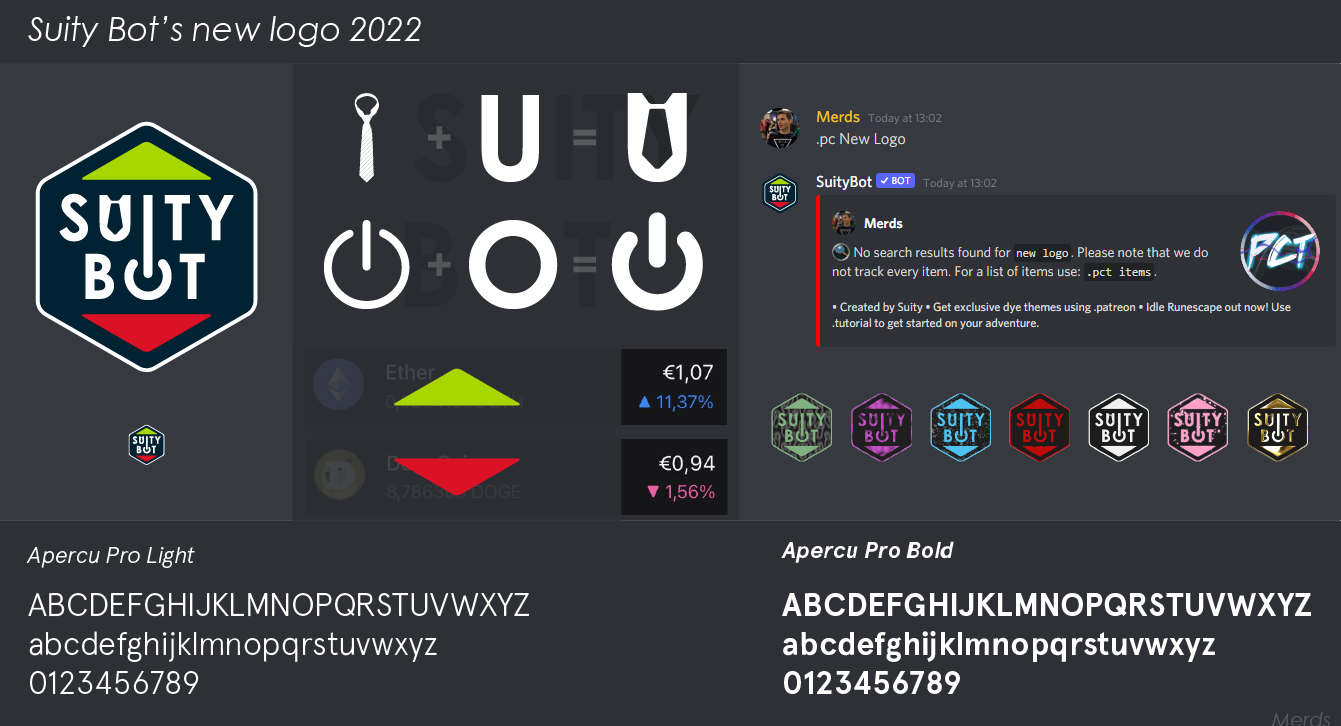 Suity Bot's new logo 2022
SUITY
BOT
SUITY
BOT
SUITY
+ U = U
BOT
+ O =
Ether
€1,07
▲ 11,37%
€0,94
DOGE
▼ 1,56%
Merds Today at 13:02
.pc New Logo
SUITY
BOT
SuityBot ✓ BOT Today at 13:02
Merds
PCT
No search results found for new logo. Please note that we do
not track every item. For a list of items use: .pct items.
• Created by Suity • Get exclusive dye themes using .patreon • Idle Runescape out now! Use
.tutorial to get started on your adventure.
SUITY SUITY SUITY SUITY SUITY SUITY SUITY
BOT BOT BOT BOT BOT BOT BOT
Apercu Pro Light
ABCDEFGHIJKLMNOPQRSTUVWXYZ
abcdefghijklmnopqrstuvwxyz
0123456789
Apercu Pro Bold
ABCDEFGHIJKLMNOPQRSTUVWXYZ
abcdefghijklmnopqrstuvwxyz
0123456789
Merds